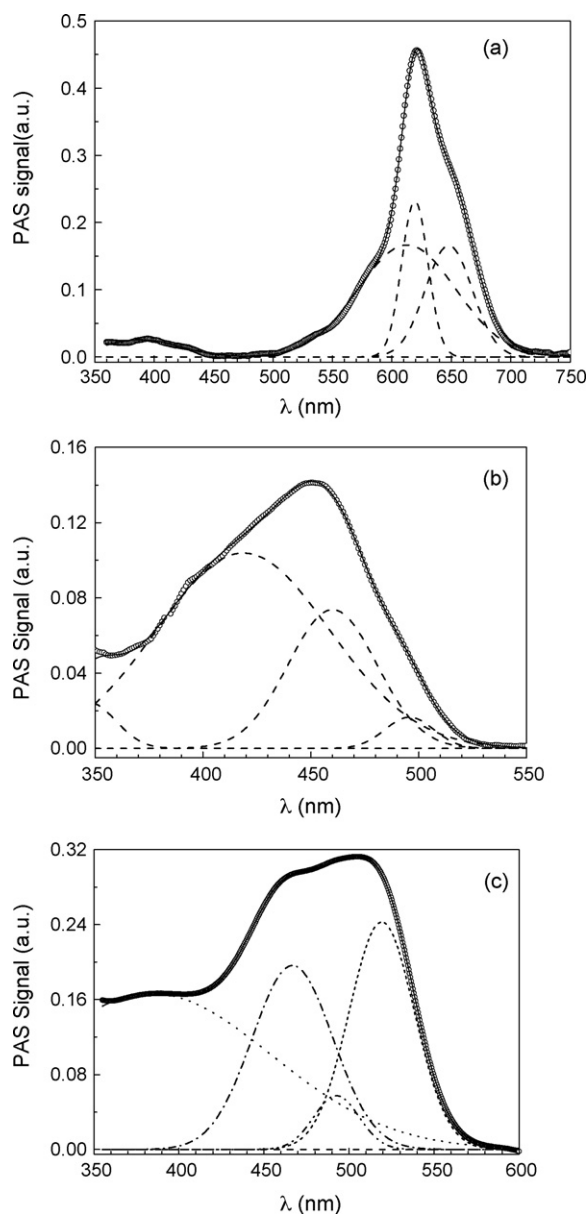 (a)
PAS signal(a.u.)
0.5
0.4
0.3
0.2
0.1
0.0
350 400 450 500 550 600 650 700 750
λ (nm)
(b)
PAS Signal (a.u.)
0.16
0.12
0.08
0.04
0.00
350 400 450 500 550
λ (nm)
(c)
PAS Signal (a.u.)
0.32
0.24
0.16
0.08
0.00
350 400 450 500 550 600
λ (nm)